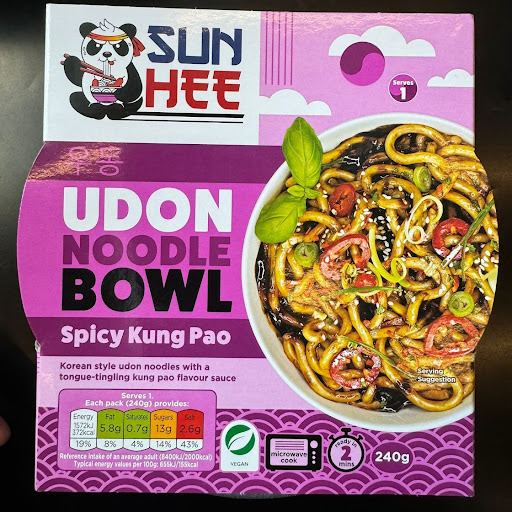 SUN
HEE
Serves
1
UDON
NOODLE
BOWL
Spicy Kung Pao
Korean style udon noodles with a
tongue-tingling kung pao flavour sauce
Serving
Suggestion
Serves 1.
Each pack (240g) provides:
Energy Fat Saturates Sugars Salt
1572kJ 5.8g 0.7g 13g 2.6g
372kcal
19% 8% 4% 14% 43%
Reference intake of an average adult (8400kJ/2000kcal)
Typical energy values per 100g: 655kJ/155kcal
VEGAN
microwave
cook
ready in
2
mins
240g